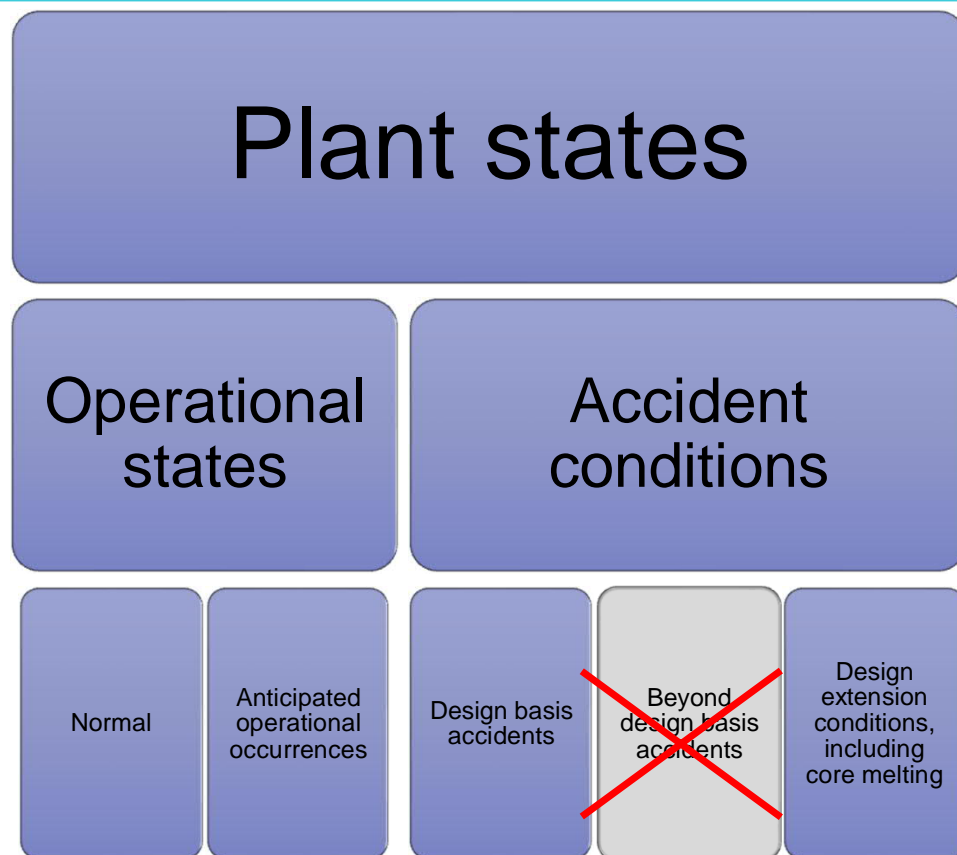 Plant states
Operational
states
Accident
conditions
Normal
Anticipated
operational
occurrences
Design basis
accidents
Beyond
design basis
accidents
Design
extension
conditions,
including
core melting